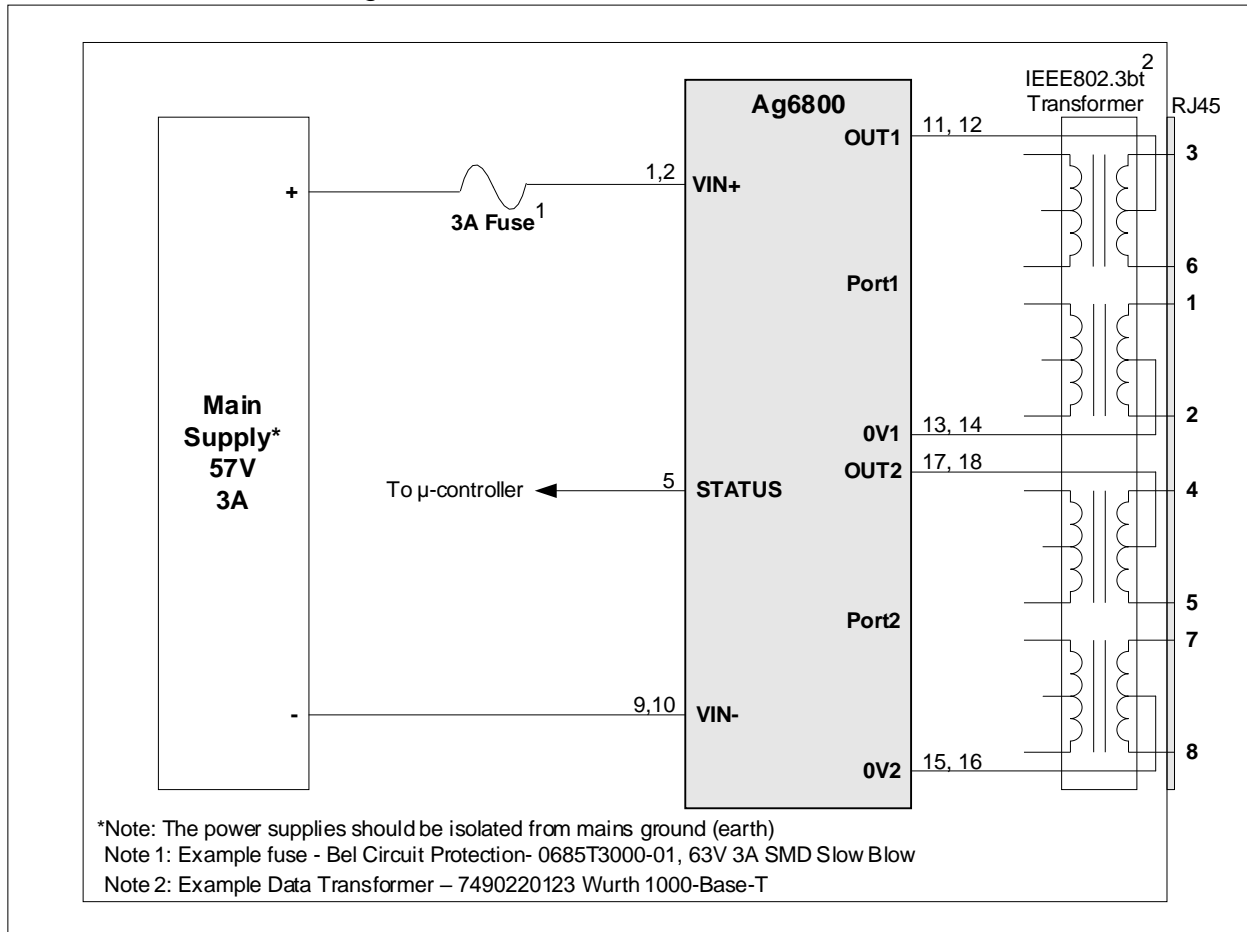 2
IEEE802.3bt
Transformer
RJ45
Ag6800
OUT1
11, 12
3
+
1,2
VIN+
3A Fuse
1
6
Port1
1
Main
Supply*
57V
3A
2
0V1
13, 14
OUT2
17, 18
To µ-controller
5
STATUS
4
5
Port2
7
-
9,10
VIN-
8
0V2
15, 16
*Note: The power supplies should be isolated from mains ground (earth)
Note 1: Example fuse - Bel Circuit Protection- 0685T3000-01, 63V 3A SMD Slow Blow
Note 2: Example Data Transformer – 7490220123 Wurth 1000-Base-T